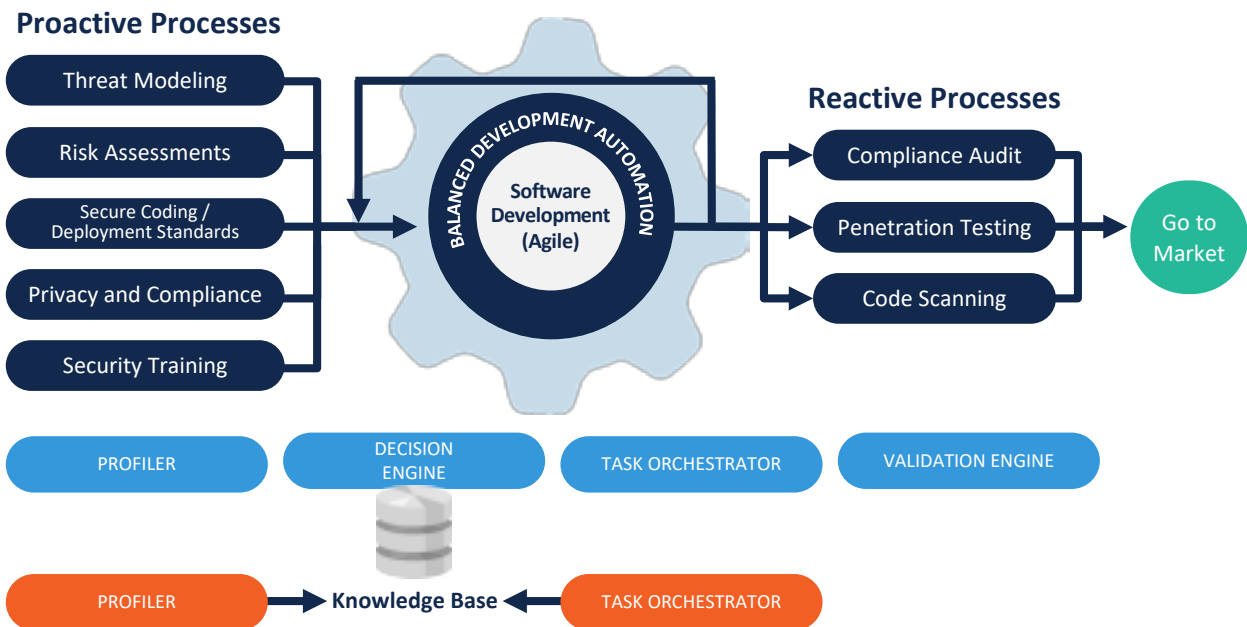 Proactive Processes
Threat Modeling
Risk Assessments
Secure Coding /
Deployment Standards
Privacy and Compliance
Security Training
BALANCED DEVELOPMENT AUTOMATION
Software
Development
(Agile)
Reactive Processes
Compliance Audit
Penetration Testing
Code Scanning
Go to
Market
PROFILER
DECISION
ENGINE
TASK ORCHESTRATOR
VALIDATION ENGINE
PROFILER
Knowledge Base
TASK ORCHESTRATOR